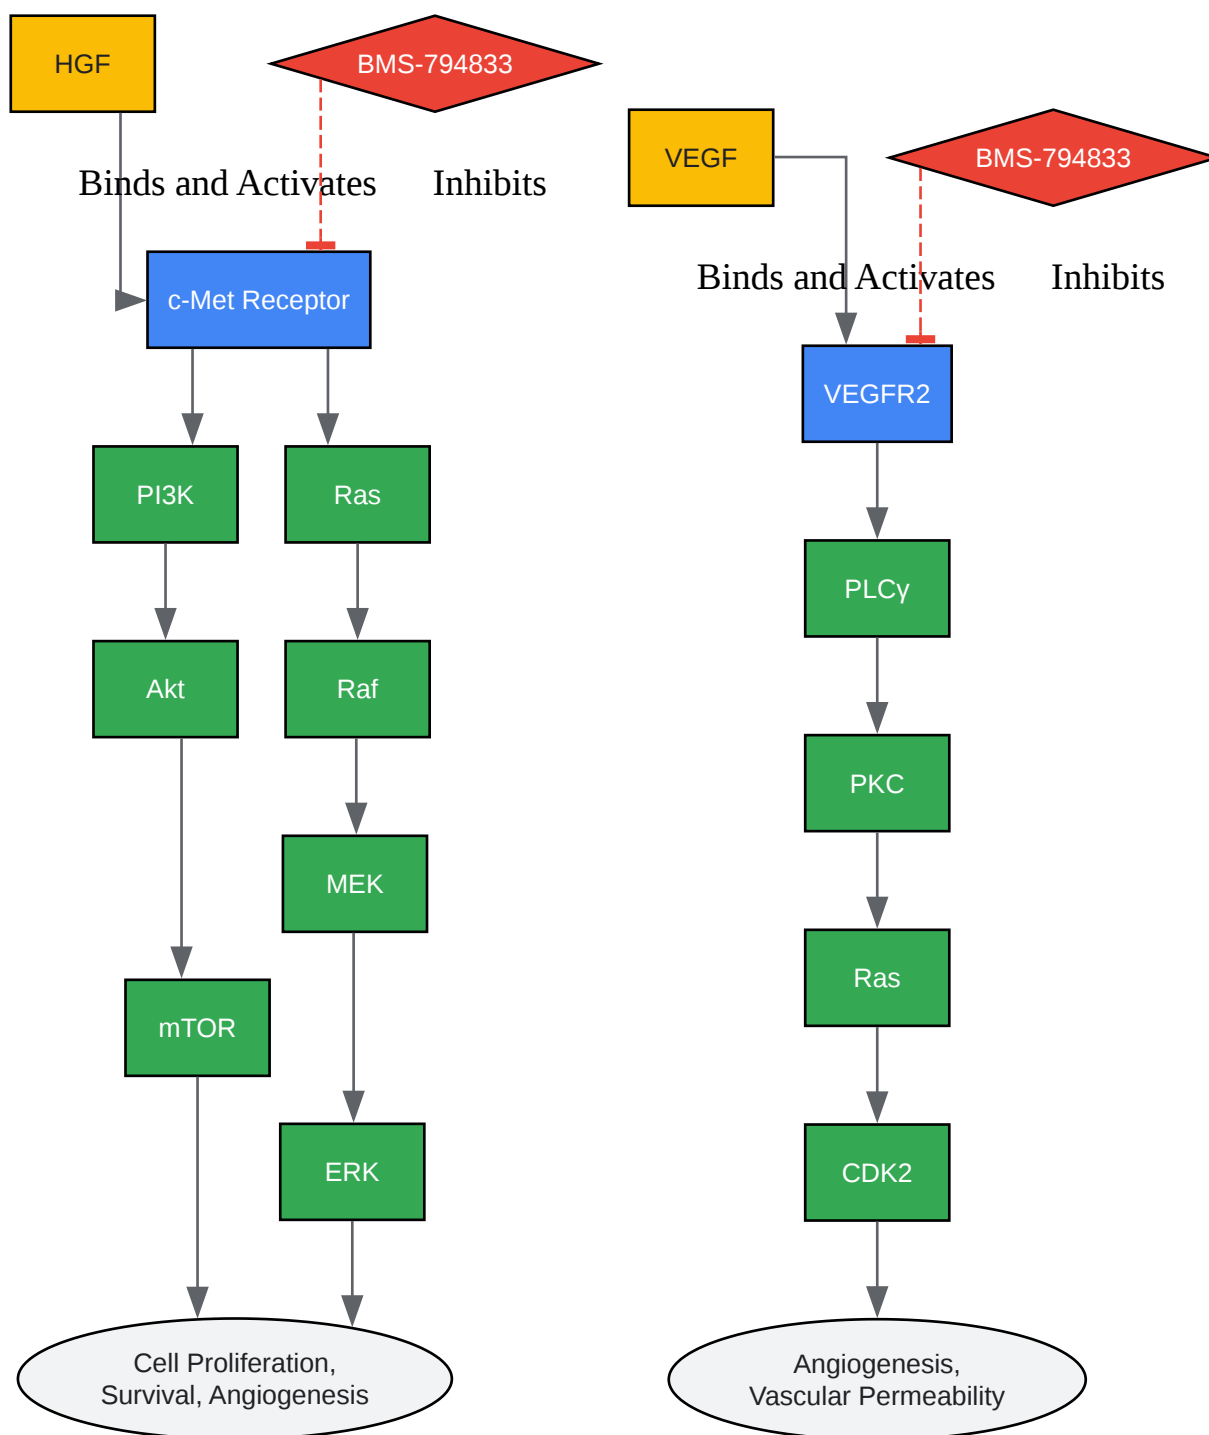 HGF
BMS-794833
Binds and Activates
Inhibits
c-Met Receptor
PI3K
Ras
Akt
Raf
MEK
mTOR
ERK
Cell Proliferation,
Survival, Angiogenesis
VEGF
BMS-794833
Binds and Activates
Inhibits
VEGFR2
PLCγ
PKC
Ras
CDK2
Angiogenesis,
Vascular Permeability